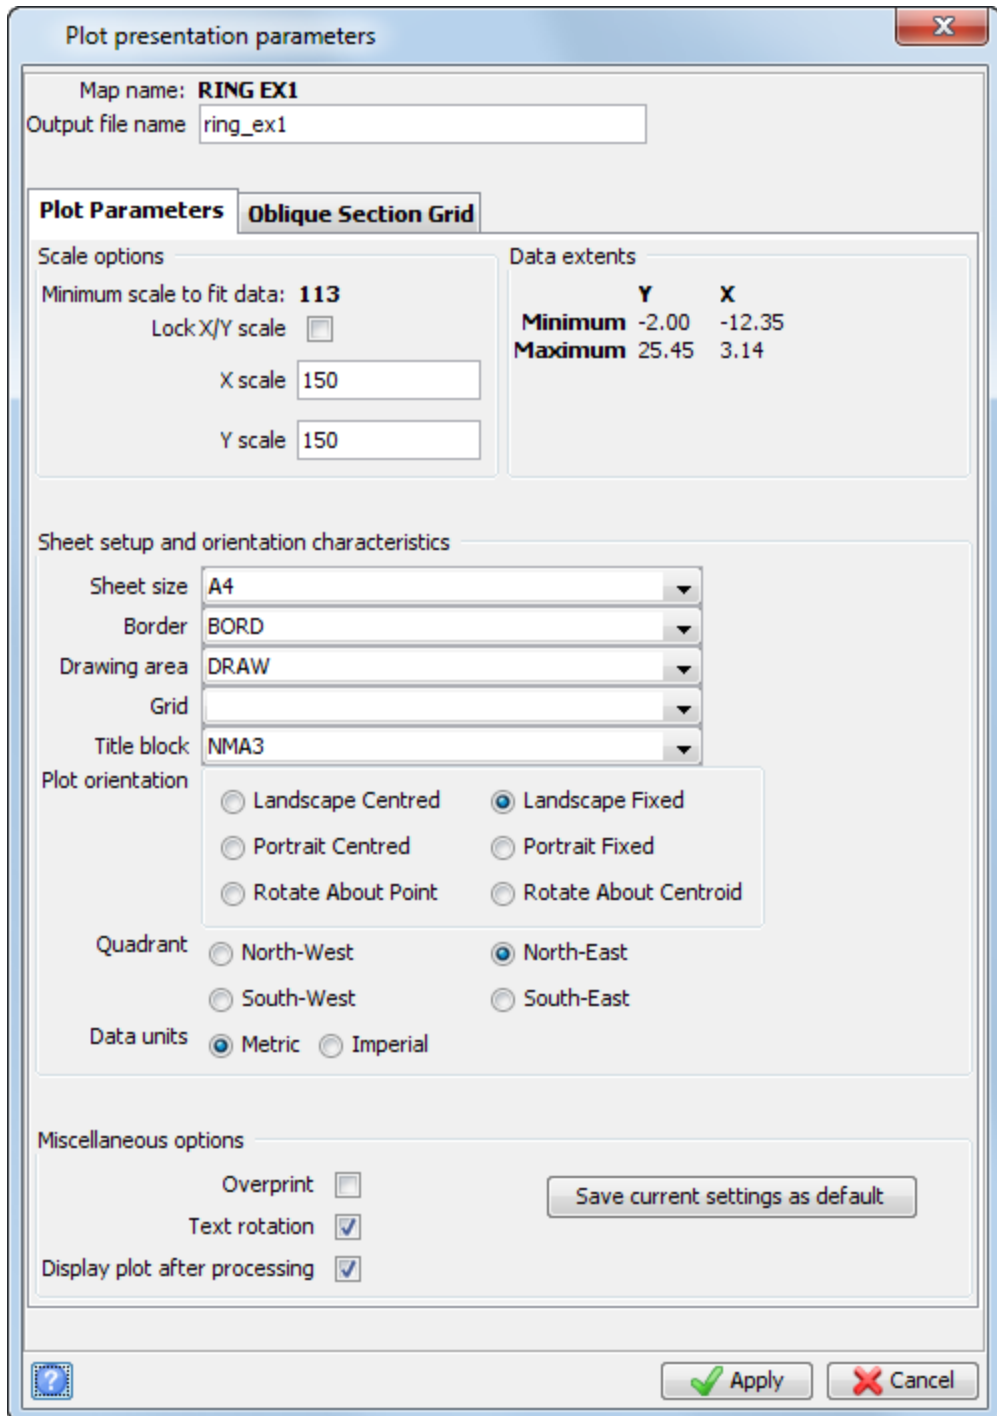 Plot presentation parameters
Map name: RING EX1
Output file name ring_ex1
Plot Parameters Oblique Section Grid
Scale options Data extents
Minimum scale to fit data: 113 Y X
Lock X/Y scale Minimum -2.00 -12.35
Maximum 25.45 3.14
X scale 150
Y scale 150
Sheet setup and orientation characteristics
Sheet size A4
Border BORD
Drawing area DRAW
Grid
Title block NMA3
Plot orientation
Landscape Centred Landscape Fixed
Portrait Centred Portrait Fixed
Rotate About Point Rotate About Centroid
Quadrant North-West North-East
South-West South-East
Data units Metric Imperial
Miscellaneous options
Overprint Save current settings as default
Text rotation
Display plot after processing
? Apply Cancel